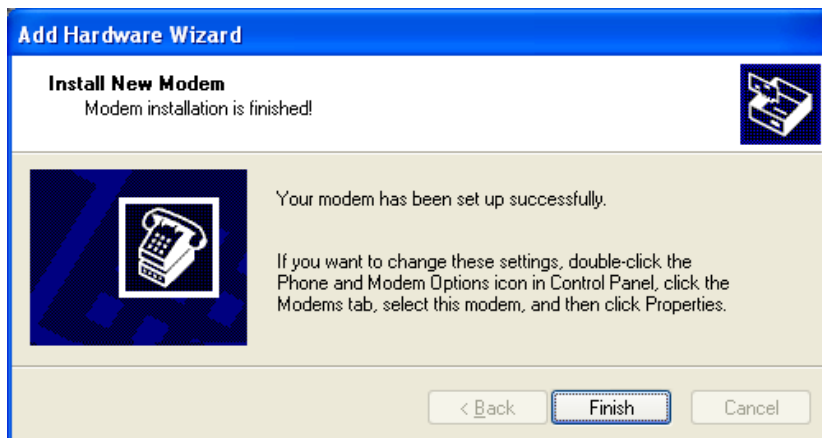 Add Hardware Wizard
Install New Modem
Modem installation is finished!
Your modem has been set up successfully.
If you want to change these settings, double-click the
Phone and Modem Options icon in Control Panel, click the
Modems tab, select this modem, and then click Properties.
< Back Finish Cancel